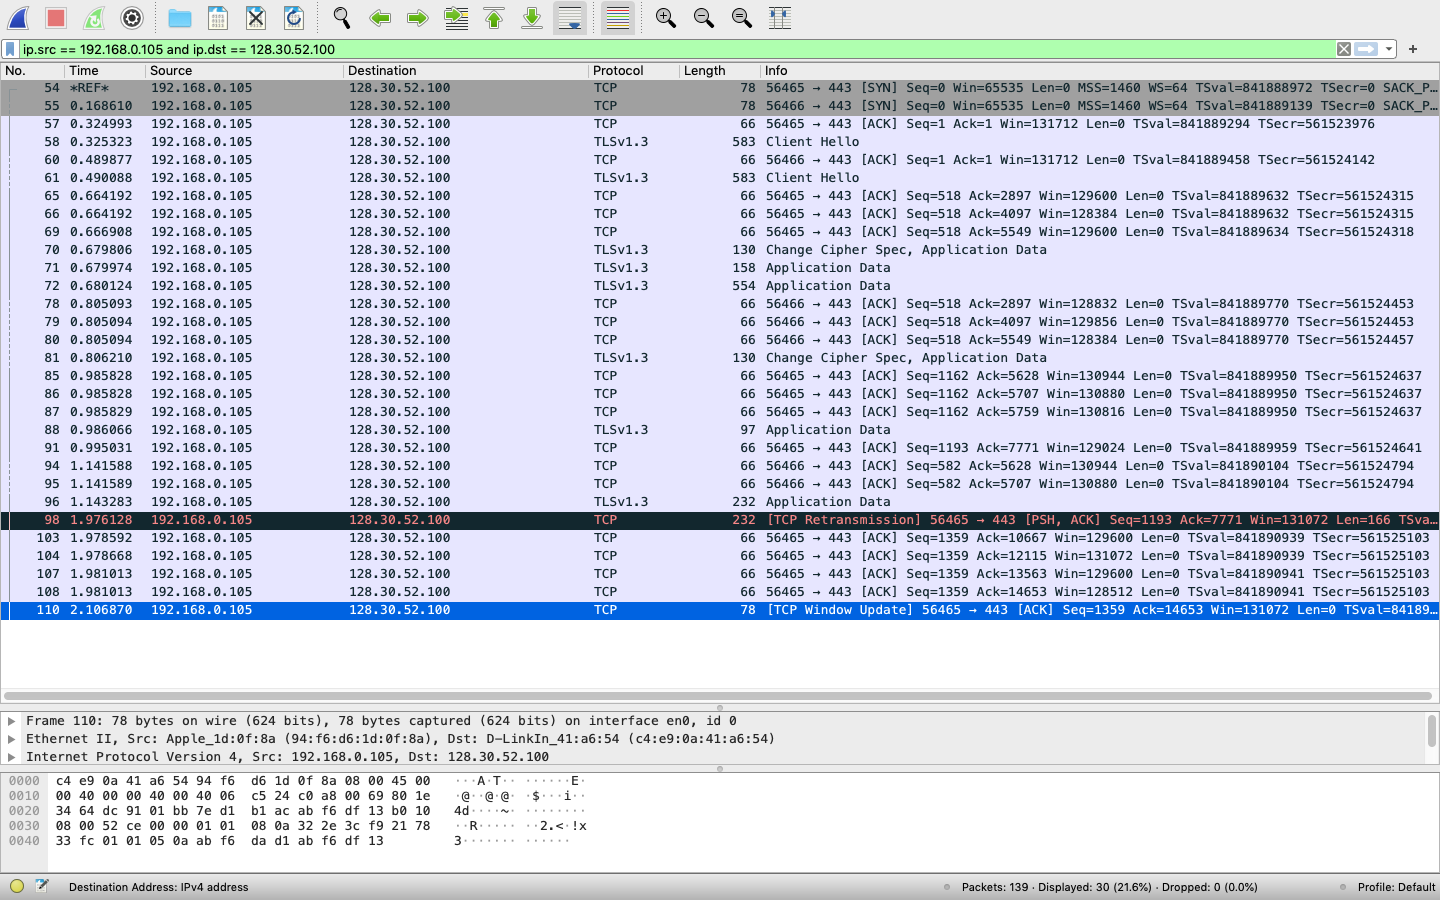 ip.src == 192.168.0.105 and ip.dst == 128.30.52.100
No. Time Source Destination Protocol Length Info
54 *REF* 192.168.0.105 128.30.52.100 TCP 78 56465 → 443 [SYN] Seq=0 Win=65535 Len=0 MSS=1460 WS=64 TSval=841888972 TSecr=0 SACK_P…
55 0.168610 192.168.0.105 128.30.52.100 TCP 78 56466 → 443 [SYN] Seq=0 Win=65535 Len=0 MSS=1460 WS=64 TSval=841889139 TSecr=0 SACK_P…
57 0.324993 192.168.0.105 128.30.52.100 TCP 66 56465 → 443 [ACK] Seq=1 Ack=1 Win=131712 Len=0 TSval=841889294 TSecr=561523976
58 0.325323 192.168.0.105 128.30.52.100 TLSv1.3 583 Client Hello
60 0.489877 192.168.0.105 128.30.52.100 TCP 66 56466 → 443 [ACK] Seq=1 Ack=1 Win=131712 Len=0 TSval=841889458 TSecr=561524142
61 0.490088 192.168.0.105 128.30.52.100 TLSv1.3 583 Client Hello
65 0.664192 192.168.0.105 128.30.52.100 TCP 66 56465 → 443 [ACK] Seq=518 Ack=2897 Win=129600 Len=0 TSval=841889632 TSecr=561524315
66 0.664192 192.168.0.105 128.30.52.100 TCP 66 56465 → 443 [ACK] Seq=518 Ack=4097 Win=128384 Len=0 TSval=841889632 TSecr=561524315
69 0.666908 192.168.0.105 128.30.52.100 TCP 66 56465 → 443 [ACK] Seq=518 Ack=5549 Win=129600 Len=0 TSval=841889634 TSecr=561524318
70 0.679806 192.168.0.105 128.30.52.100 TLSv1.3 130 Change Cipher Spec, Application Data
71 0.679974 192.168.0.105 128.30.52.100 TLSv1.3 158 Application Data
72 0.680124 192.168.0.105 128.30.52.100 TLSv1.3 554 Application Data
78 0.805093 192.168.0.105 128.30.52.100 TCP 66 56466 → 443 [ACK] Seq=518 Ack=2897 Win=128832 Len=0 TSval=841889770 TSecr=561524453
79 0.805094 192.168.0.105 128.30.52.100 TCP 66 56466 → 443 [ACK] Seq=518 Ack=4097 Win=129856 Len=0 TSval=841889770 TSecr=561524453
80 0.805094 192.168.0.105 128.30.52.100 TCP 66 56466 → 443 [ACK] Seq=518 Ack=5549 Win=128384 Len=0 TSval=841889770 TSecr=561524457
81 0.806210 192.168.0.105 128.30.52.100 TLSv1.3 130 Change Cipher Spec, Application Data
85 0.985828 192.168.0.105 128.30.52.100 TCP 66 56465 → 443 [ACK] Seq=1162 Ack=5628 Win=130944 Len=0 TSval=841889950 TSecr=561524637
86 0.985828 192.168.0.105 128.30.52.100 TCP 66 56465 → 443 [ACK] Seq=1162 Ack=5707 Win=130880 Len=0 TSval=841889950 TSecr=561524637
87 0.985829 192.168.0.105 128.30.52.100 TCP 66 56465 → 443 [ACK] Seq=1162 Ack=5759 Win=130816 Len=0 TSval=841889950 TSecr=561524637
88 0.986066 192.168.0.105 128.30.52.100 TLSv1.3 97 Application Data
91 0.995031 192.168.0.105 128.30.52.100 TCP 66 56465 → 443 [ACK] Seq=1193 Ack=7771 Win=129024 Len=0 TSval=841889959 TSecr=561524641
94 1.141588 192.168.0.105 128.30.52.100 TCP 66 56466 → 443 [ACK] Seq=582 Ack=5628 Win=130944 Len=0 TSval=841890104 TSecr=561524794
95 1.141589 192.168.0.105 128.30.52.100 TCP 66 56466 → 443 [ACK] Seq=582 Ack=5707 Win=130880 Len=0 TSval=841890104 TSecr=561524794
96 1.143283 192.168.0.105 128.30.52.100 TLSv1.3 232 Application Data
98 1.976128 192.168.0.105 128.30.52.100 TCP 232 [TCP Retransmission] 56465 → 443 [PSH, ACK] Seq=1193 Ack=7771 Win=131072 Len=166 TSva…
103 1.978592 192.168.0.105 128.30.52.100 TCP 66 56465 → 443 [ACK] Seq=1359 Ack=10667 Win=129600 Len=0 TSval=841890939 TSecr=561525103
104 1.978668 192.168.0.105 128.30.52.100 TCP 66 56465 → 443 [ACK] Seq=1359 Ack=12115 Win=131072 Len=0 TSval=841890939 TSecr=561525103
107 1.981013 192.168.0.105 128.30.52.100 TCP 66 56465 → 443 [ACK] Seq=1359 Ack=13563 Win=129600 Len=0 TSval=841890941 TSecr=561525103
108 1.981013 192.168.0.105 128.30.52.100 TCP 66 56465 → 443 [ACK] Seq=1359 Ack=14653 Win=128512 Len=0 TSval=841890941 TSecr=561525103
110 2.106870 192.168.0.105 128.30.52.100 TCP 78 [TCP Window Update] 56465 → 443 [ACK] Seq=1359 Ack=14653 Win=131072 Len=0 TSval=84189…
Frame 110: 78 bytes on wire (624 bits), 78 bytes captured (624 bits) on interface en0, id 0
Ethernet II, Src: Apple_1d:0f:8a (94:f6:d6:1d:0f:8a), Dst: D-LinkIn_41:a6:54 (c4:e9:0a:41:a6:54)
Internet Protocol Version 4, Src: 192.168.0.105, Dst: 128.30.52.100
0000 c4 e9 0a 41 a6 54 94 f6 d6 1d 0f 8a 08 00 45 00 ···A·T·· ······E·
0010 00 40 00 00 40 00 40 06 c5 24 c0 a8 00 69 80 1e ·@··@·@· ·$···i··
0020 34 64 dc 91 01 bb 7e d1 b1 ac ab f6 df 13 b0 10 4d····~· ········
0030 08 00 52 ce 00 00 01 01 08 0a 32 2e 3c f9 21 78 ··R····· ··2.<·!x
0040 33 fc 01 01 05 0a ab f6 da d1 ab f6 df 13 3······· ······
Destination Address: IPv4 address Packets: 139 · Displayed: 30 (21.6%) · Dropped: 0 (0.0%) Profile: Default